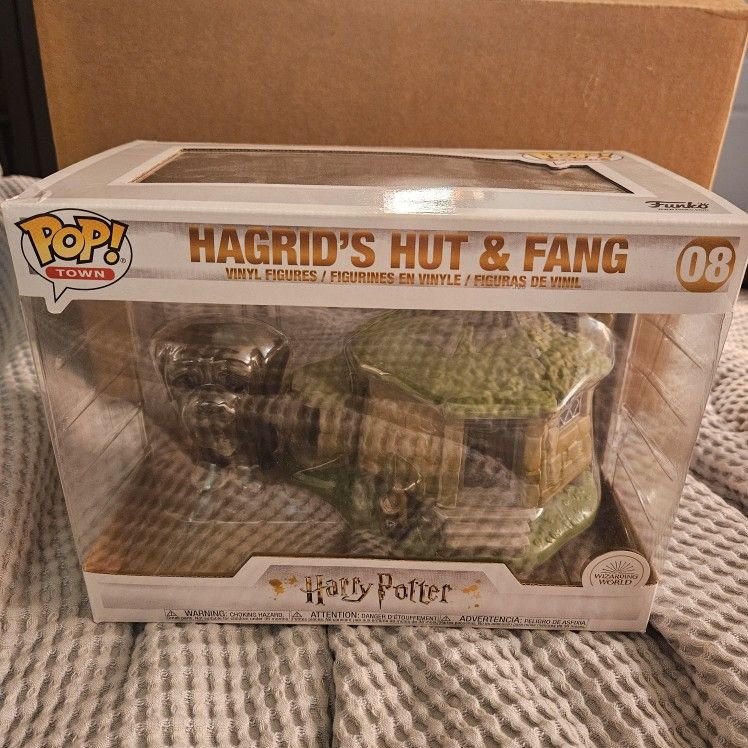 Funko
POP!
TOWN
HAGRID'S HUT & FANG
VINYL FIGURES / FIGURINES EN VINYLE / FIGURAS DE VINIL
08
Harry Potter
WIZARDING
WORLD
WARNING: CHOKING HAZARD.
ATTENTION: DANGER D'ÉTOUFFEMENT.
ADVERTENCIA: PELIGRO DE ASFIXIA.